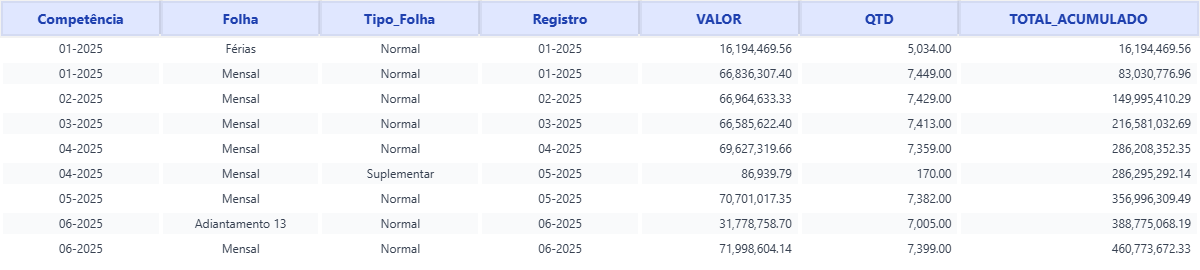 Competência Folha Tipo_Folha Registro VALOR QTD TOTAL_ACUMULADO
01-2025 Férias Normal 01-2025 16,194,469.56 5,034.00 16,194,469.56
01-2025 Mensal Normal 01-2025 66,836,307.40 7,449.00 83,030,776.96
02-2025 Mensal Normal 02-2025 66,964,633.33 7,429.00 149,995,410.29
03-2025 Mensal Normal 03-2025 66,585,622.40 7,413.00 216,581,032.69
04-2025 Mensal Normal 04-2025 69,627,319.66 7,359.00 286,208,352.35
04-2025 Mensal Suplementar 05-2025 86,939.79 170.00 286,295,292.14
05-2025 Mensal Normal 05-2025 70,701,017.35 7,382.00 356,996,309.49
06-2025 Adiantamento 13 Normal 06-2025 31,778,758.70 7,005.00 388,775,068.19
06-2025 Mensal Normal 06-2025 71,998,604.14 7,399.00 460,773,672.33